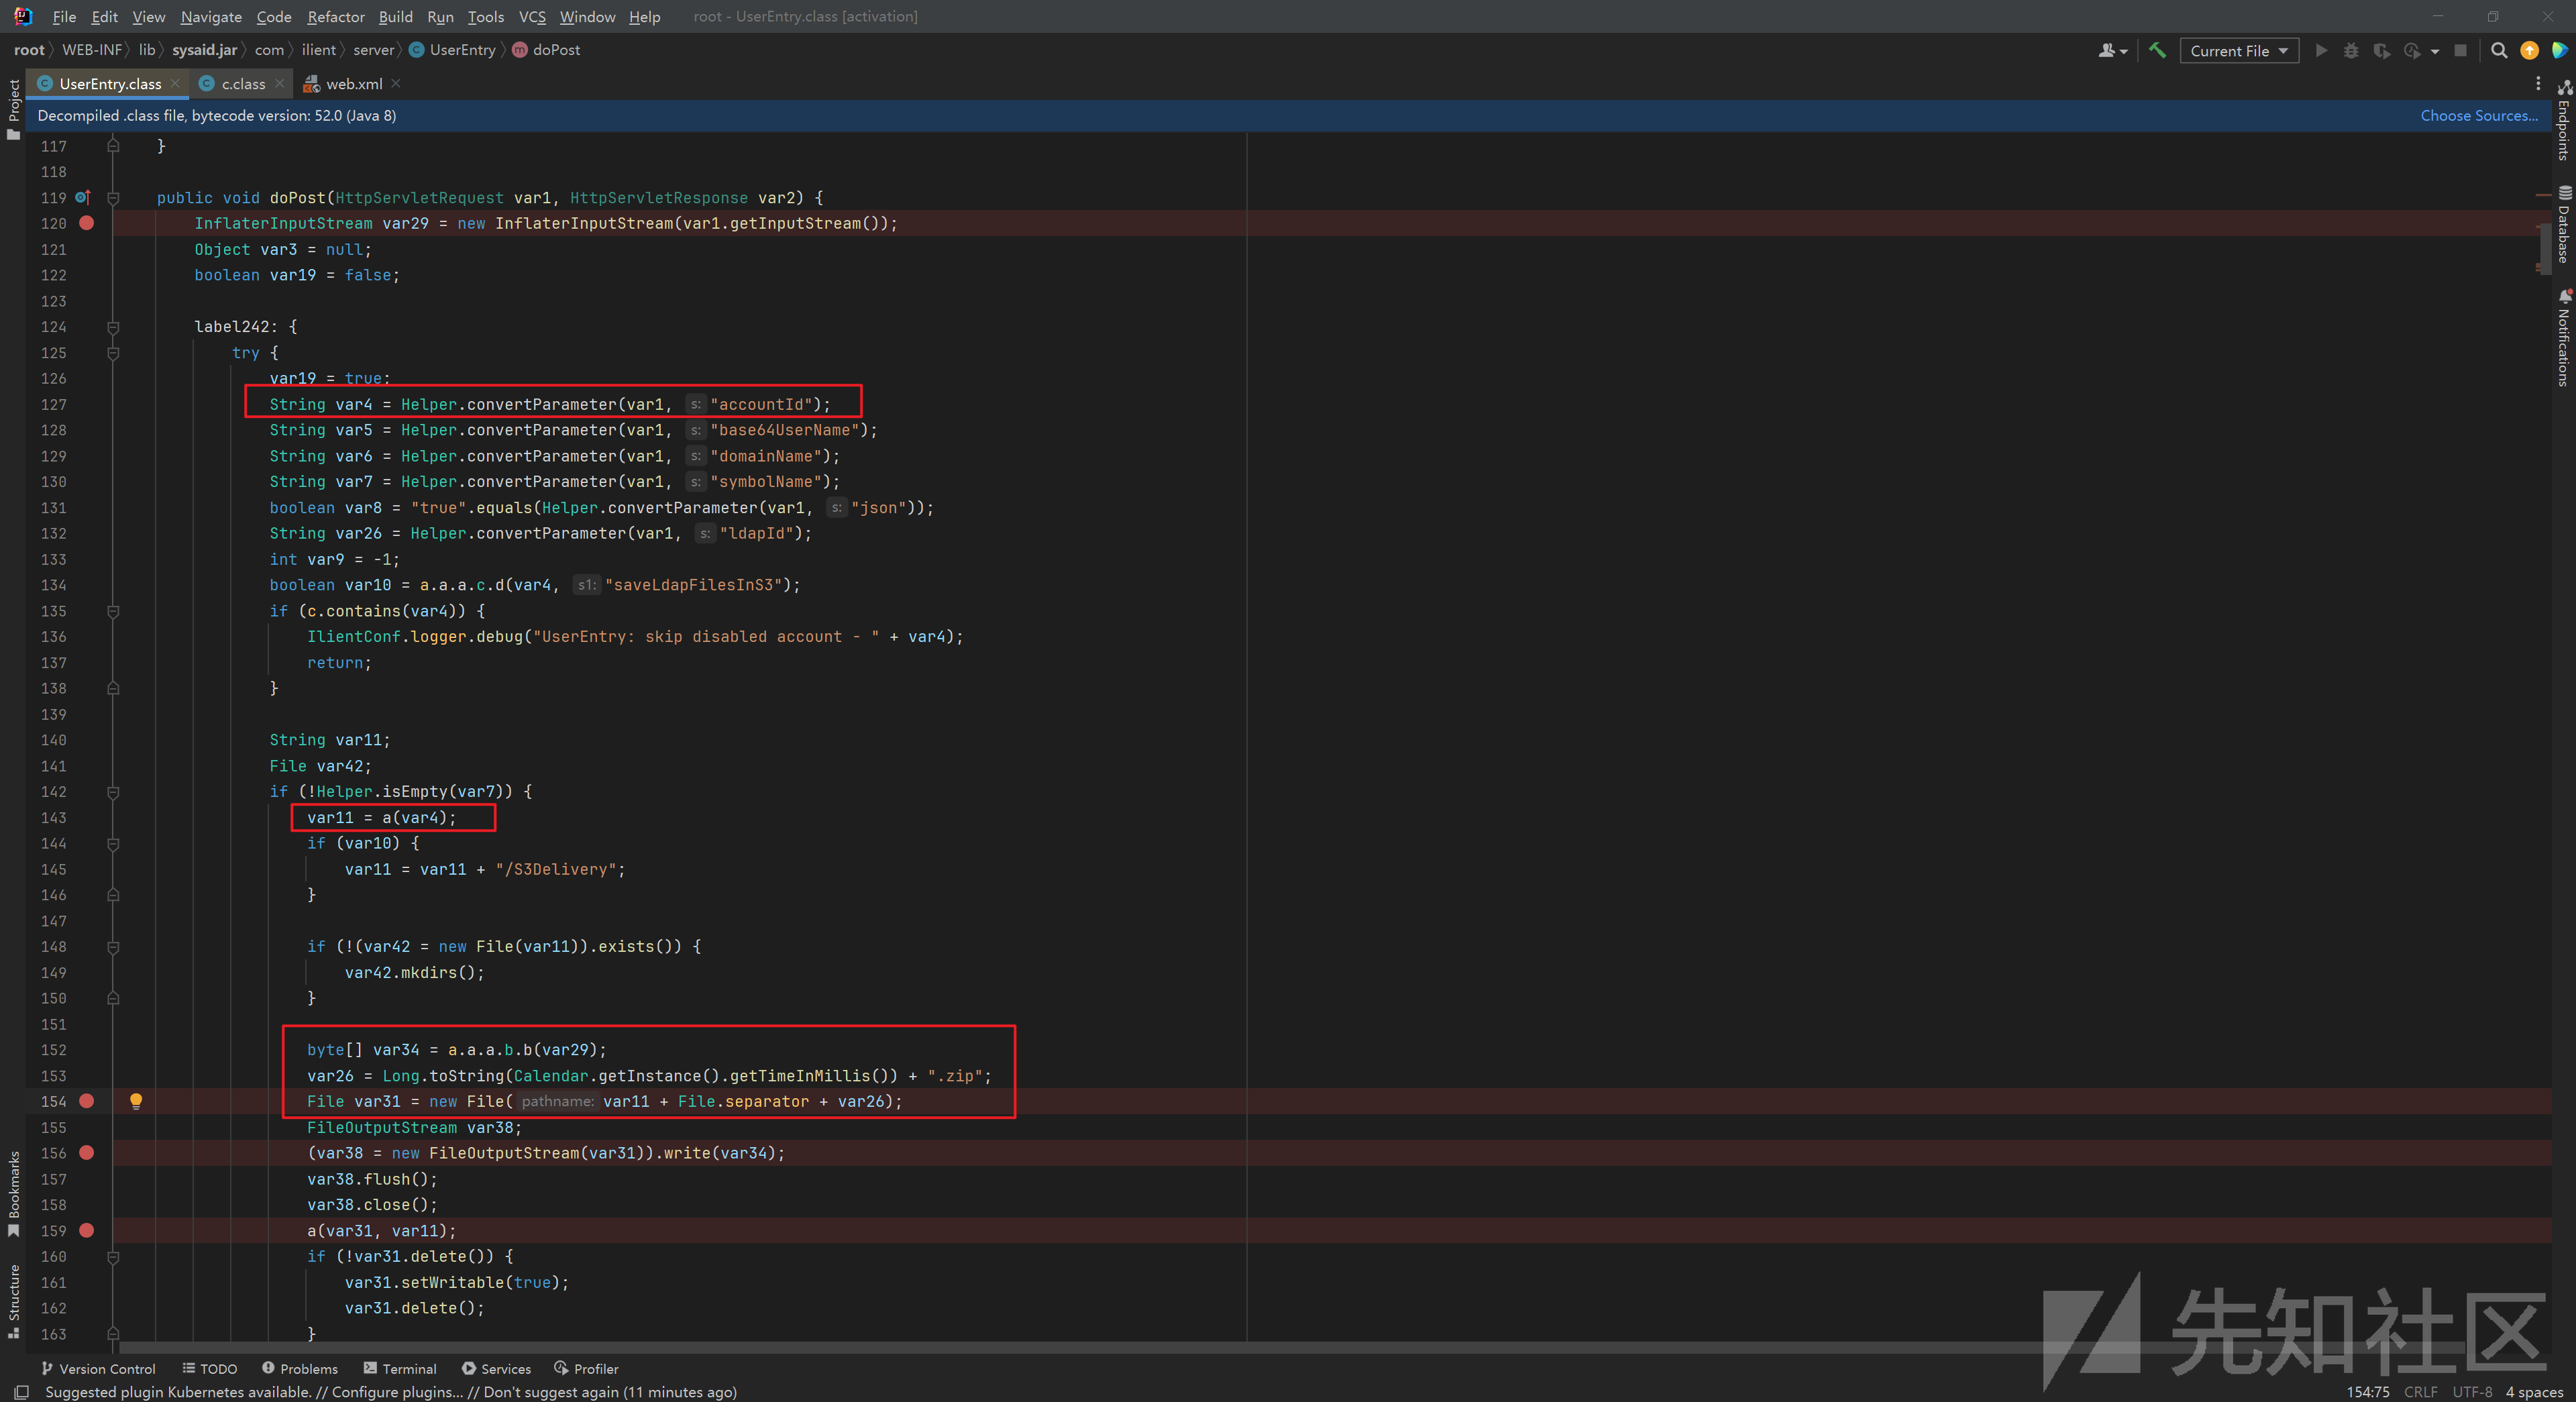 File Edit View Navigate Code Refactor Build Run Tools VCS Window Help root - UserEntry.class [activation]
root WEB-INF lib sysaid.jar com ilient server UserEntry doPost Current File
UserEntry.class c.class web.xml
Decompiled .class file, bytecode version: 52.0 (Java 8) Choose Sources...
Project
Bookmarks
Structure
Endpoints
Database
Notifications
117 }
118
119 public void doPost(HttpServletRequest var1, HttpServletResponse var2) {
120 InflaterInputStream var29 = new InflaterInputStream(var1.getInputStream());
121 Object var3 = null;
122 boolean var19 = false;
123
124 label242: {
125 try {
126 var19 = true;
127 String var4 = Helper.convertParameter(var1, s: "accountId");
128 String var5 = Helper.convertParameter(var1, s: "base64UserName");
129 String var6 = Helper.convertParameter(var1, s: "domainName");
130 String var7 = Helper.convertParameter(var1, s: "symbolName");
131 boolean var8 = "true".equals(Helper.convertParameter(var1, s: "json"));
132 String var26 = Helper.convertParameter(var1, s: "ldapId");
133 int var9 = -1;
134 boolean var10 = a.a.a.c.d(var4, s1: "saveLdapFilesInS3");
135 if (c.contains(var4)) {
136 IlientConf.logger.debug("UserEntry: skip disabled account - " + var4);
137 return;
138 }
139
140 String var11;
141 File var42;
142 if (!Helper.isEmpty(var7)) {
143 var11 = a(var4);
144 if (var10) {
145 var11 = var11 + "/S3Delivery";
146 }
147
148 if (!(var42 = new File(var11)).exists()) {
149 var42.mkdirs();
150 }
151
152 byte[] var34 = a.a.a.b.b(var29);
153 var26 = Long.toString(Calendar.getInstance().getTimeInMillis()) + ".zip";
154 File var31 = new File( pathname: var11 + File.separator + var26);
155 FileOutputStream var38;
156 (var38 = new FileOutputStream(var31)).write(var34);
157 var38.flush();
158 var38.close();
159 a(var31, var11);
160 if (!var31.delete()) {
161 var31.setWritable(true);
162 var31.delete();
163 }
先知社区
Version Control TODO Problems Terminal Services Profiler
Suggested plugin Kubernetes available. // Configure plugins... // Don't suggest again (11 minutes ago) 154:75 CRLF UTF-8 4 spaces